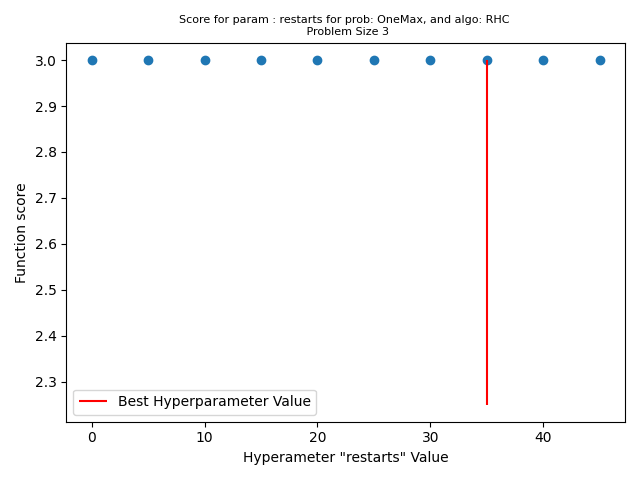 Score for param : restarts for prob: OneMax, and algo: RHC
Problem Size 3
3.0
2.9
2.8
2.7
2.6
2.5
2.4
2.3
Function score
Best Hyperparameter Value
0 10 20 30 40
Hyperameter "restarts" Value